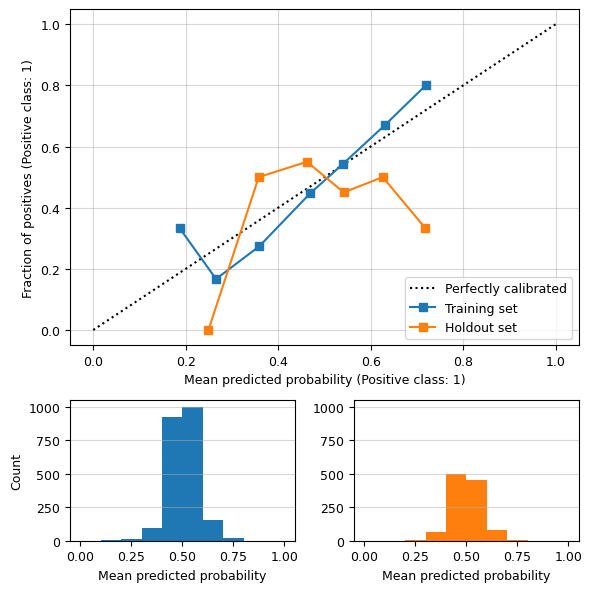 1.0
0.8
0.6
0.4
0.2
0.0
Fraction of positives (Positive class: 1)
0.0 0.2 0.4 0.6 0.8 1.0
Mean predicted probability (Positive class: 1)
Perfectly calibrated
Training set
Holdout set
1000
750
500
250
0
Count
0.00 0.25 0.50 0.75 1.00
Mean predicted probability
1000
750
500
250
0
0.00 0.25 0.50 0.75 1.00
Mean predicted probability